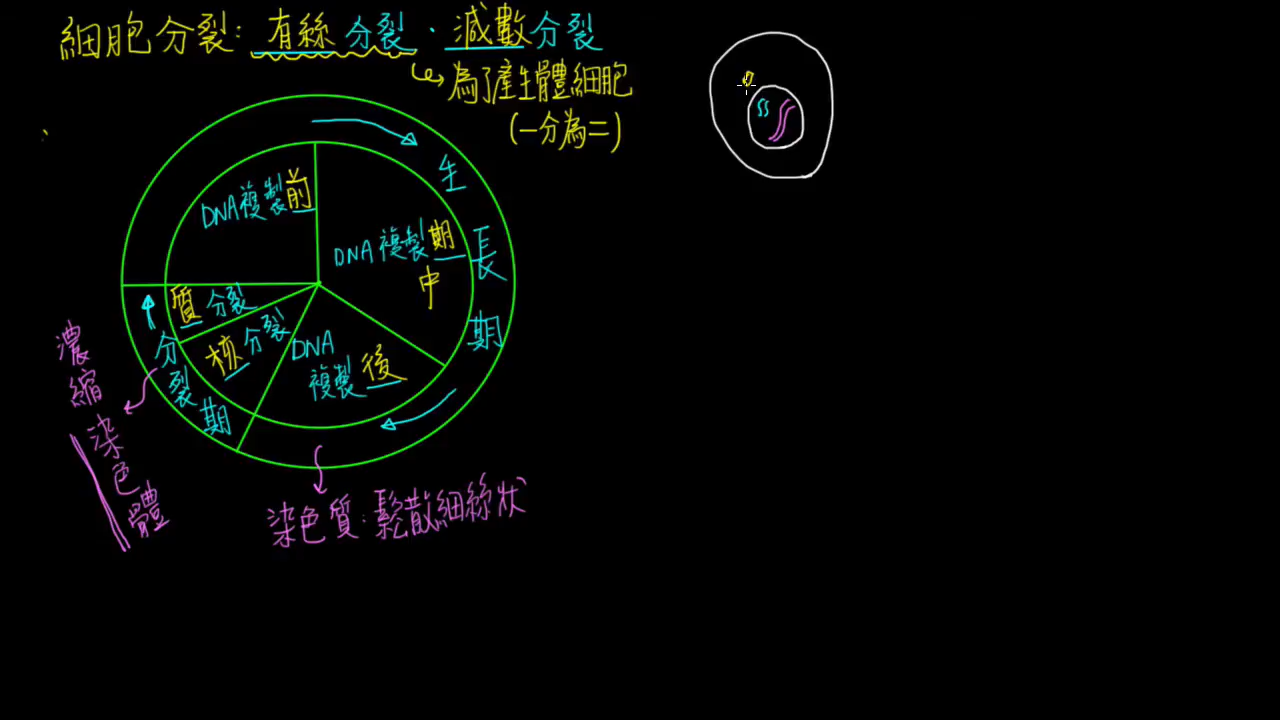 細胞分裂:有絲分裂·減數分裂
為了產生體細胞
(一分為二)
DNA複製前
DNA複製期
中
DNA
複製後
核分裂
質分裂
生長期
分裂期
濃縮
染色體
染色質:鬆散細絲狀